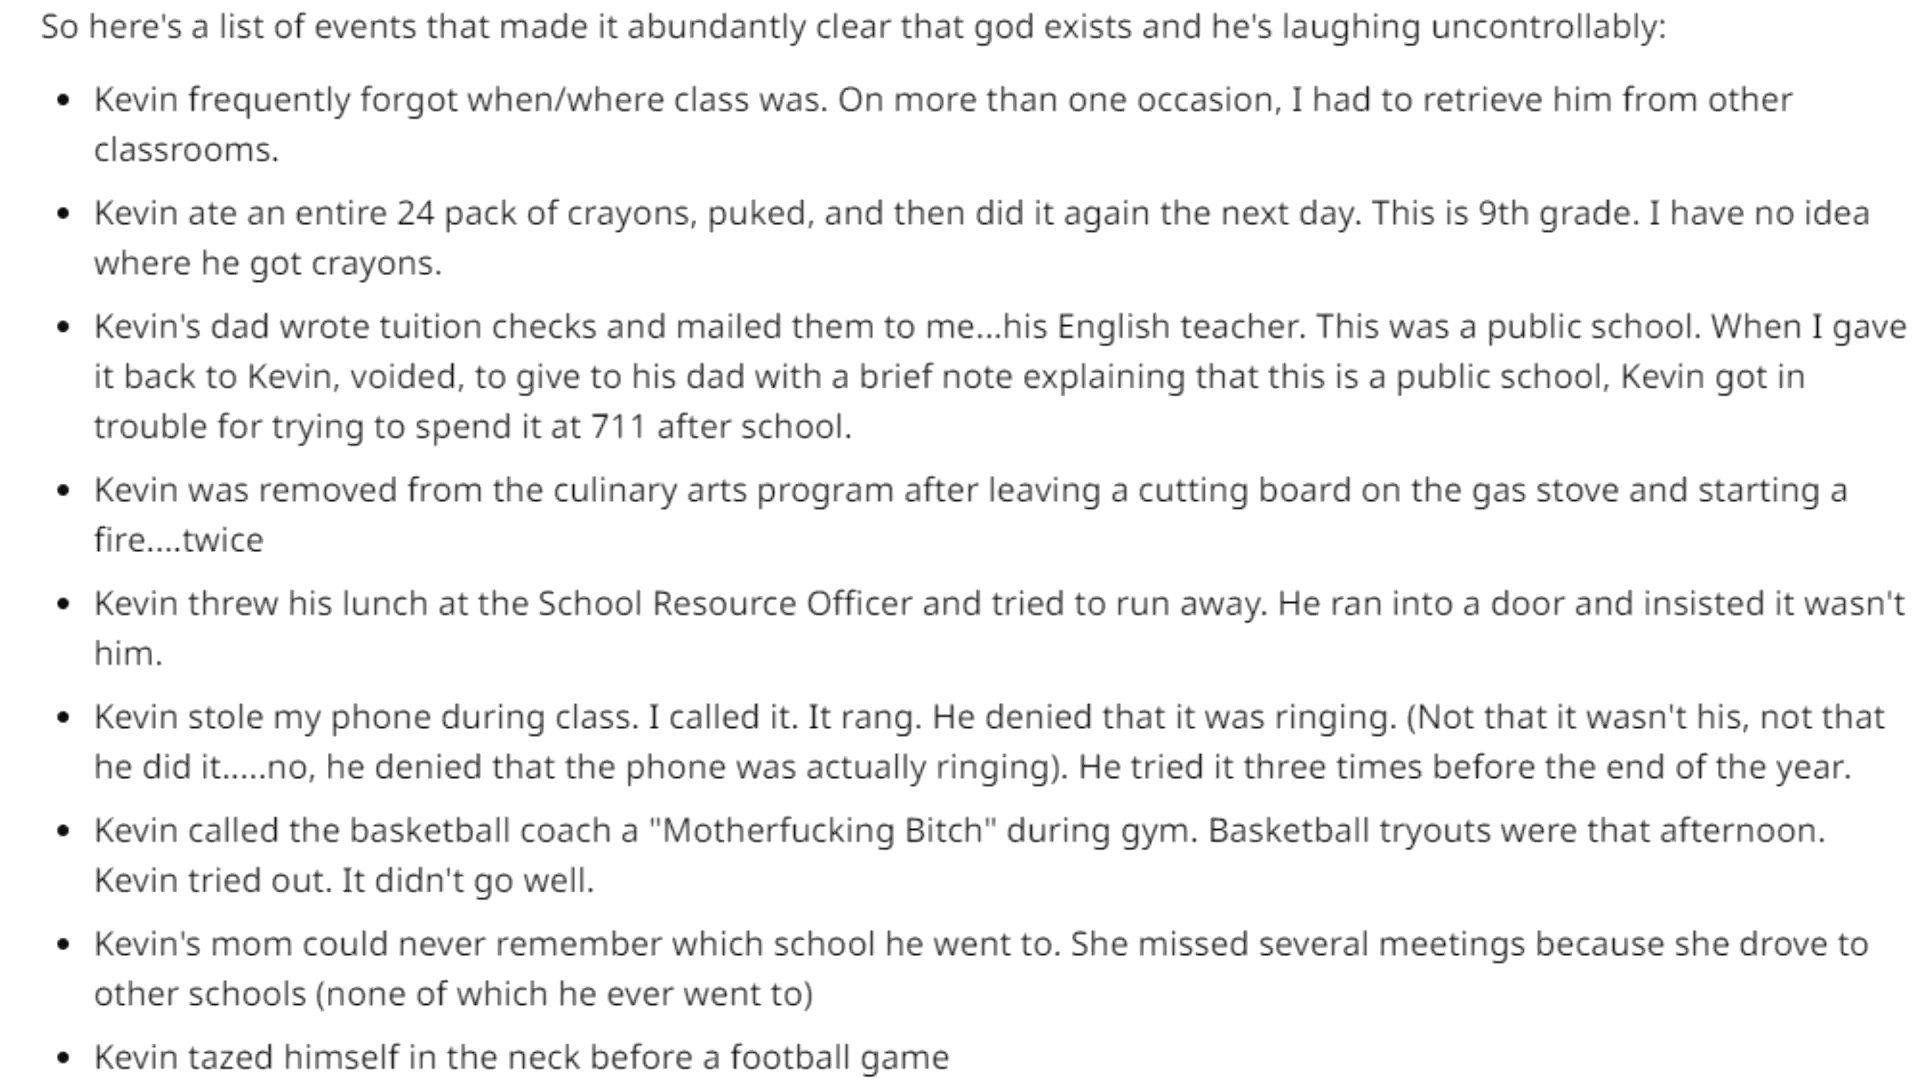 So here's a list of events that made it abundantly clear that god exists and he's laughing uncontrollably:
• Kevin frequently forgot when/where class was. On more than one occasion, I had to retrieve him from other
classrooms.
• Kevin ate an entire 24 pack of crayons, puked, and then did it again the next day. This is 9th grade. I have no idea
where he got crayons.
• Kevin's dad wrote tuition checks and mailed them to me...his English teacher. This was a public school. When I gave
it back to Kevin, voided, to give to his dad with a brief note explaining that this is a public school, Kevin got in
trouble for trying to spend it at 711 after school.
• Kevin was removed from the culinary arts program after leaving a cutting board on the gas stove and starting a
fire....twice
• Kevin threw his lunch at the School Resource Officer and tried to run away. He ran into a door and insisted it wasn't
him.
• Kevin stole my phone during class. I called it. It rang. He denied that it was ringing. (Not that it wasn't his, not that
he did it.....no, he denied that the phone was actually ringing). He tried it three times before the end of the year.
• Kevin called the basketball coach a "Motherfucking Bitch" during gym. Basketball tryouts were that afternoon.
Kevin tried out. It didn't go well.
• Kevin's mom could never remember which school he went to. She missed several meetings because she drove to
other schools (none of which he ever went to)
• Kevin tazed himself in the neck before a football game